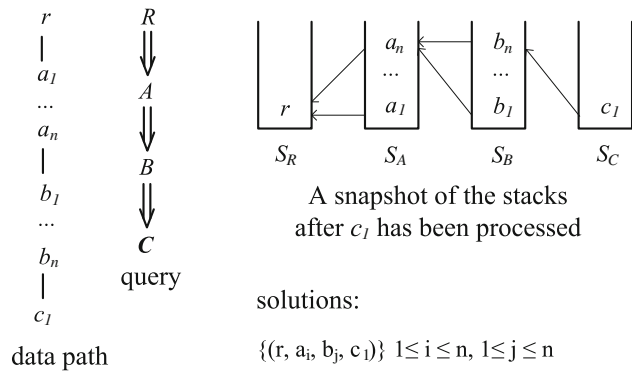 r
a1
...
an
b1
...
bn
c1
data path
R
A
B
C
query
r
an
...
a1
bn
...
b1
c1
SR
SA
SB
SC
A snapshot of the stacks
after c1 has been processed
solutions:
{(r, ai, bj, c1)} 1≤ i ≤ n, 1≤ j ≤ n